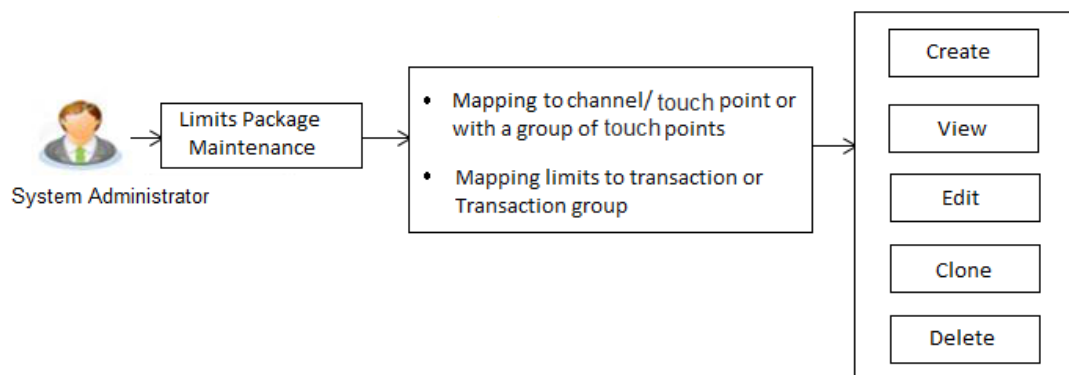 System Administrator
Limits Package
Maintenance
• Mapping to channel/ touch point or
with a group of touch points
• Mapping limits to transaction or
Transaction group
Create
View
Edit
Clone
Delete